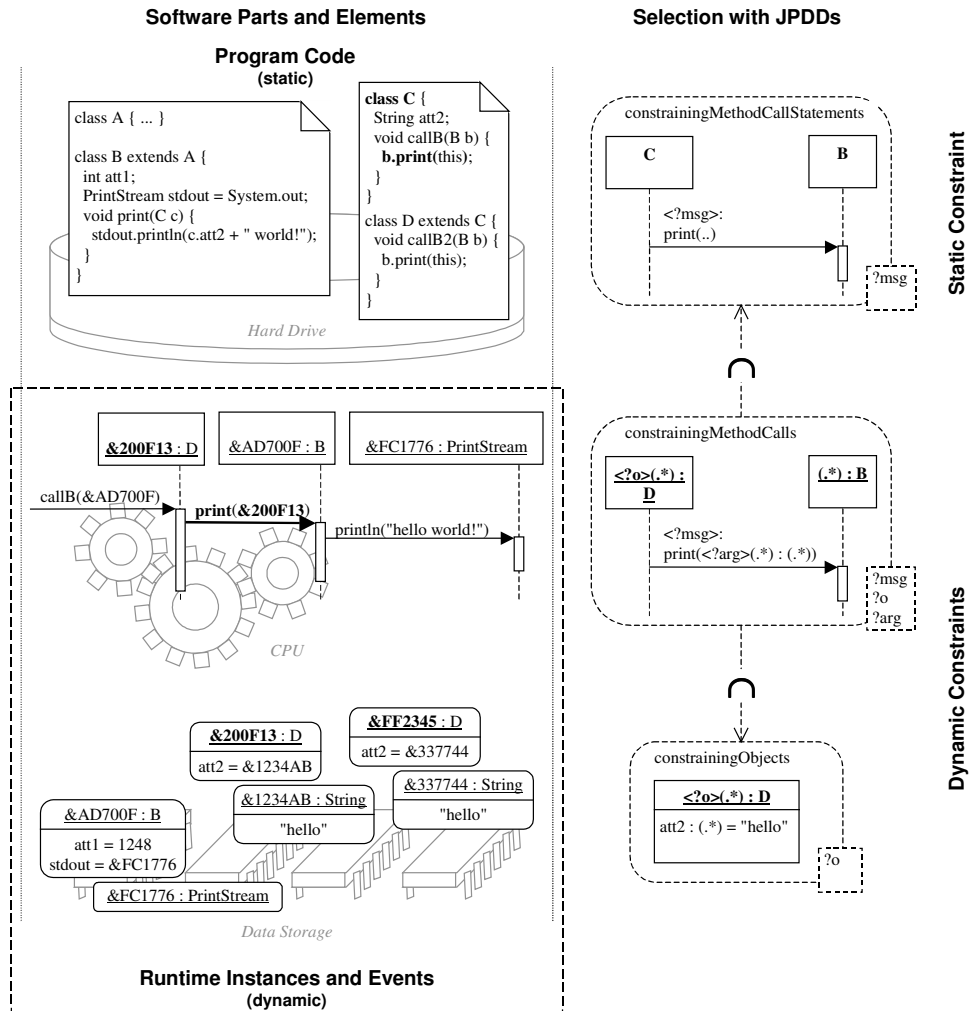 Software Parts and Elements
Selection with JPDDs
Program Code
(static)
class A { ... }
class B extends A {
int att1;
PrintStream stdout = System.out;
void print(C c) {
stdout.println(c.att2 + " world!");
}
}
class C {
String att2;
void callB(B b) {
b.print(this);
}
}
class D extends C {
void callB2(B b) {
b.print(this);
}
}
Hard Drive
constrainingMethodCallStatements
C
B
<?msg>:
print(..)
?msg
Static Constraint
&200F13 : D
&AD700F : B
&FC1776 : PrintStream
callB(&AD700F)
print(&200F13)
println("hello world!")
CPU
constrainingMethodCalls
<?o>(.*) :
D
(.*) : B
<?msg>:
print(<?arg>(.*) : (.*))
?msg
?o
?arg
Dynamic Constraints
&200F13 : D
att2 = &1234AB
&FF2345 : D
att2 = &337744
&1234AB : String
"hello"
&337744 : String
"hello"
&AD700F : B
att1 = 1248
stdout = &FC1776
&FC1776 : PrintStream
Data Storage
constrainingObjects
<?o>(.*) : D
att2 : (.*) = "hello"
?o
Runtime Instances and Events
(dynamic)